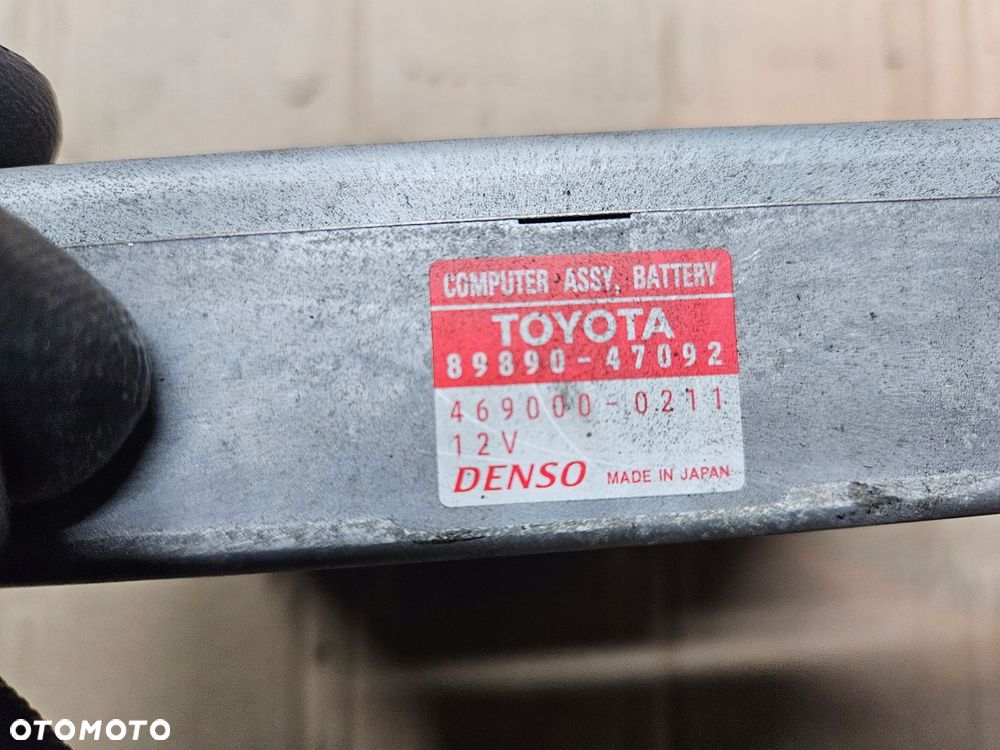 COMPUTER ASSY, BATTERY
TOYOTA
89890-47092
469000-0211
12V
DENSO MADE IN JAPAN
OTOMOTO